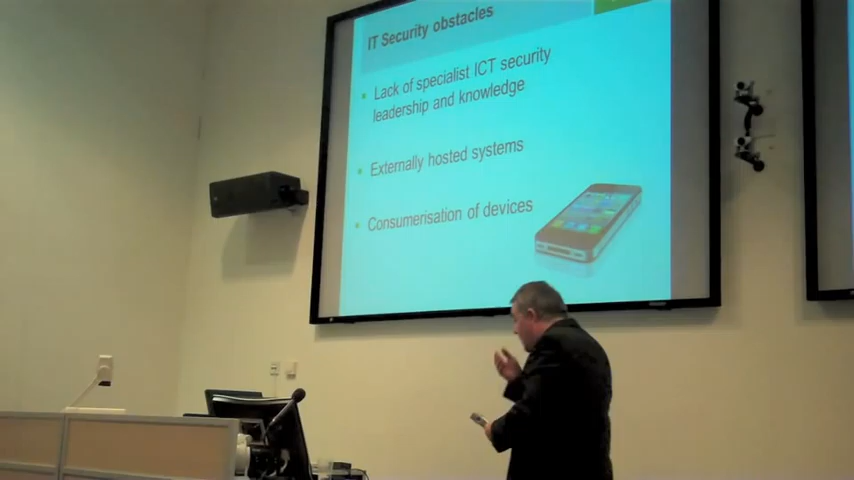 IT Security obstacles
Lack of specialist ICT security
leadership and knowledge
Externally hosted systems
Consumerisation of devices